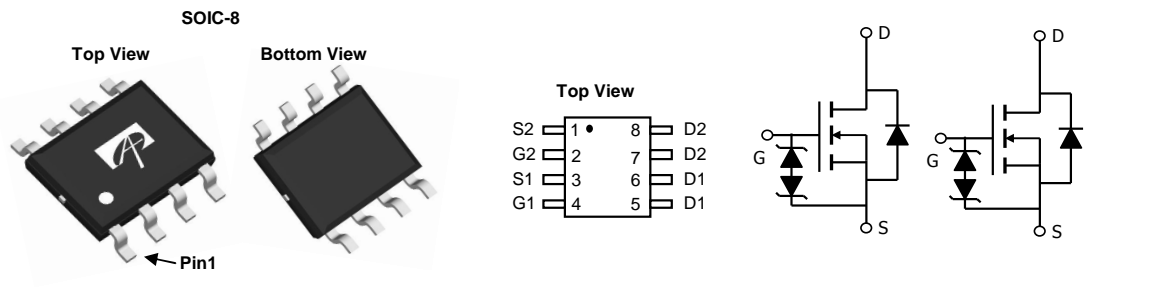 SOIC-8
Top View
Bottom View
Pin1
Top View
S2 1 8 D2
G2 2 7 D2
S1 3 6 D1
G1 4 5 D1
D
G
S
D
G
S